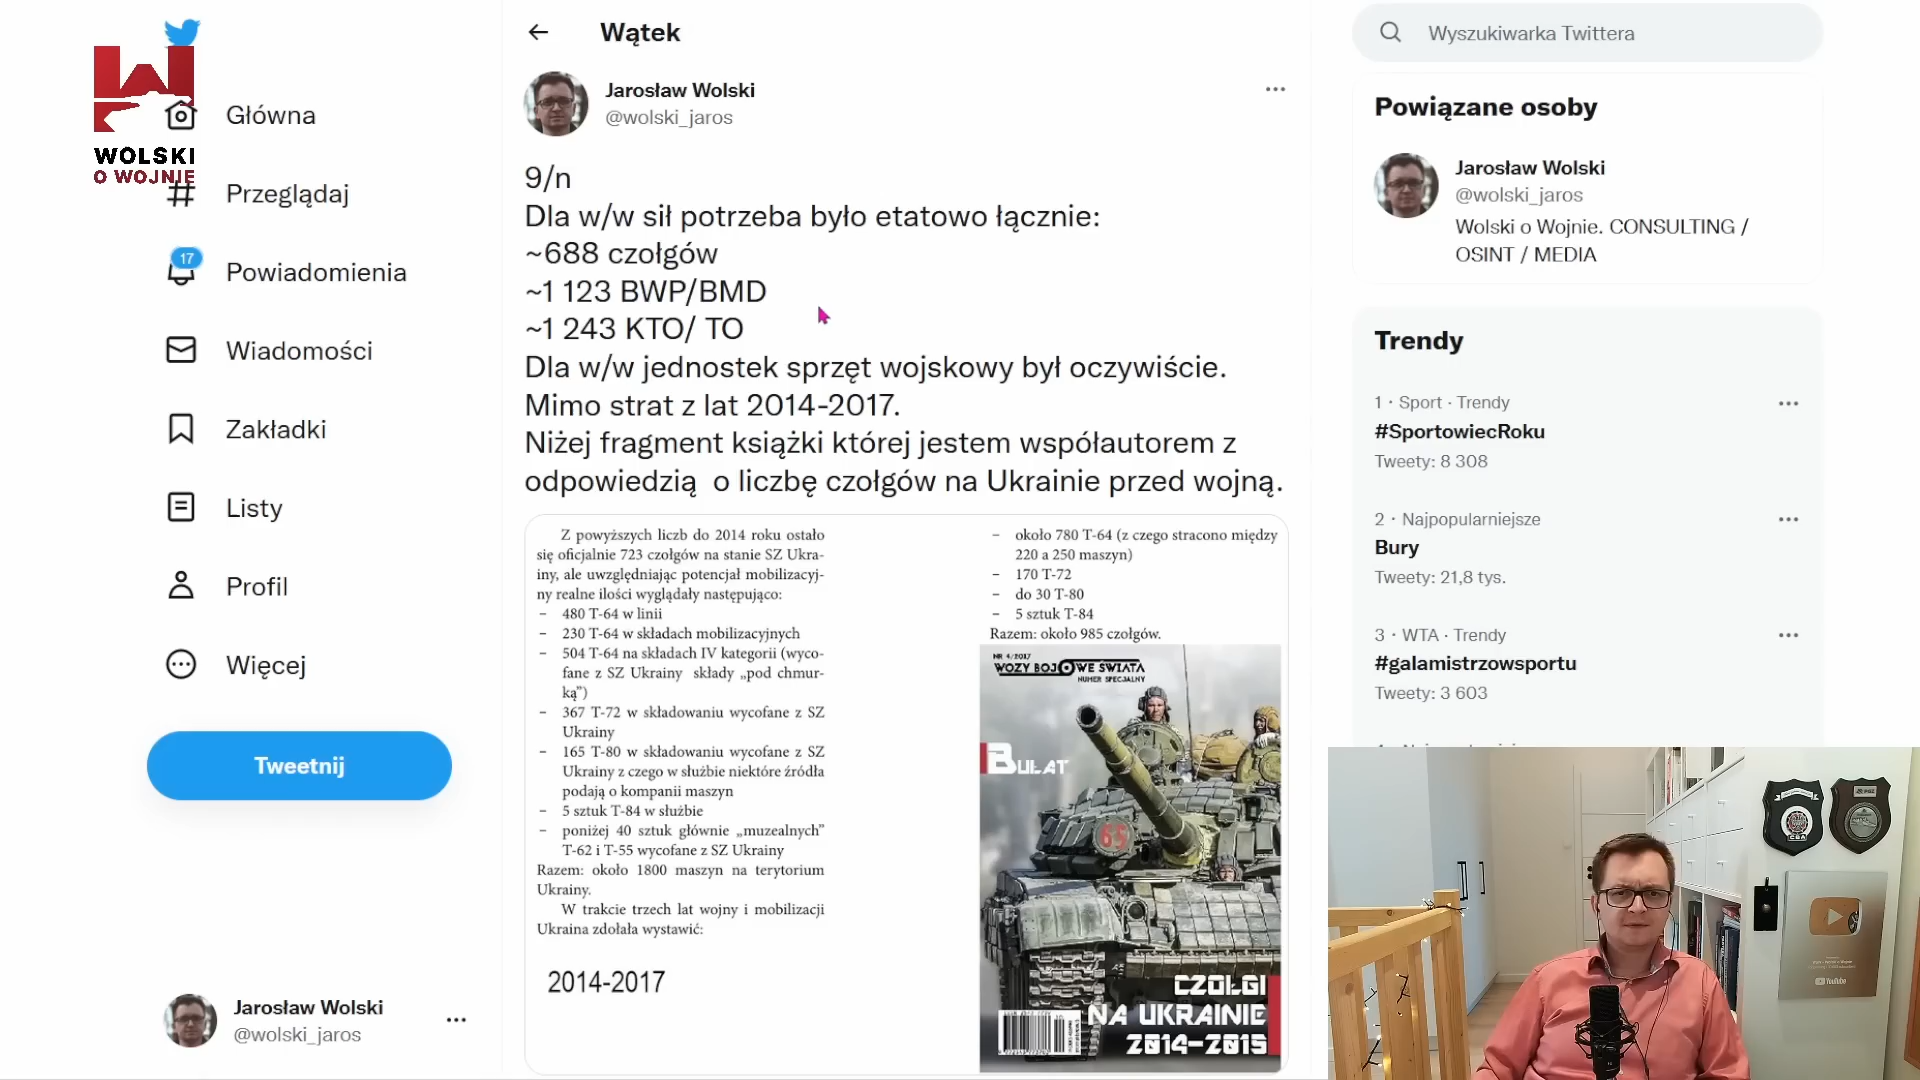 WOLSKI
O WOJNIE
Główna
Przeglądaj
17
Powiadomienia
Wiadomości
Zakładki
Listy
Profil
Więcej
Tweetnij
Jarosław Wolski
@wolski_jaros
Wątek
Jarosław Wolski
@wolski_jaros
9/n
Dla w/w sił potrzeba było etatowo łącznie:
~688 czołgów
~1 123 BWP/BMD
~1 243 KTO/ TO
Dla w/w jednostek sprzęt wojskowy był oczywiście.
Mimo strat z lat 2014-2017.
Niżej fragment książki której jestem współautorem z
odpowiedzią o liczbę czołgów na Ukrainie przed wojną.
Z powyższych liczb do 2014 roku ostało
się oficjalnie 723 czołgów na stanie SZ Ukra-
iny, ale uwzględniając potencjał mobilizacyj-
ny realne ilości wyglądały następująco:
– 480 T-64 w linii
– 230 T-64 w składach mobilizacyjnych
– 504 T-64 na składach IV kategorii (wyco-
fane z SZ Ukrainy składy „pod chmur-
ką”)
– 367 T-72 w składowaniu wycofane z SZ
Ukrainy
– 165 T-80 w składowaniu wycofane z SZ
Ukrainy z czego w służbie niektóre źródła
podają o kompanii maszyn
– 5 sztuk T-84 w służbie
– poniżej 40 sztuk głównie „muzealnych”
T-62 i T-55 wycofane z SZ Ukrainy
Razem: około 1800 maszyn na terytorium
Ukrainy.
W trakcie trzech lat wojny i mobilizacji
Ukraina zdołała wystawić:
2014-2017
– około 780 T-64 (z czego stracono między
220 a 250 maszyn)
– 170 T-72
– do 30 T-80
– 5 sztuk T-84
Razem: około 985 czołgów.
NR 4/2017
WOZY BOJOWE ŚWIATA
NUMER SPECJALNY
BUŁAT
65
CZOŁGI
NA UKRAINIE
2014-2015
Wyszukiwarka Twittera
Powiązane osoby
Jarosław Wolski
@wolski_jaros
Wolski o Wojnie. CONSULTING /
OSINT / MEDIA
Trendy
1 · Sport · Trendy
#SportowiecRoku
Tweety: 8 308
2 · Najpopularniejsze
Bury
Tweety: 21,8 tys.
3 · WTA · Trendy
#galamistrzowsportu
Tweety: 3 603
YouTube